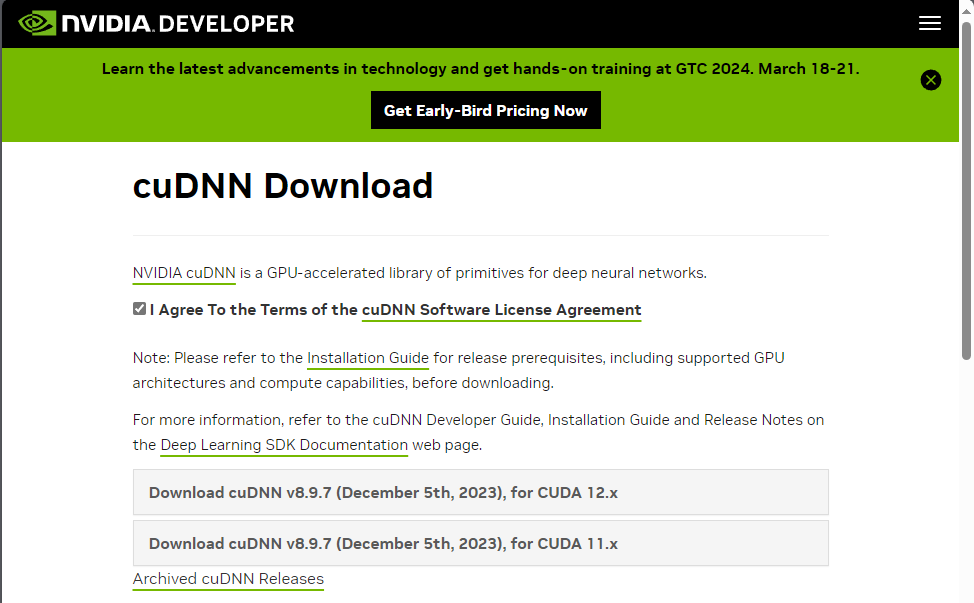 NVIDIA. DEVELOPER
Learn the latest advancements in technology and get hands-on training at GTC 2024. March 18-21.
Get Early-Bird Pricing Now
cuDNN Download
NVIDIA cuDNN is a GPU-accelerated library of primitives for deep neural networks.
I Agree To the Terms of the cuDNN Software License Agreement
Note: Please refer to the Installation Guide for release prerequisites, including supported GPU
architectures and compute capabilities, before downloading.
For more information, refer to the cuDNN Developer Guide, Installation Guide and Release Notes on
the Deep Learning SDK Documentation web page.
Download cuDNN v8.9.7 (December 5th, 2023), for CUDA 12.x
Download cuDNN v8.9.7 (December 5th, 2023), for CUDA 11.x
Archived cuDNN Releases